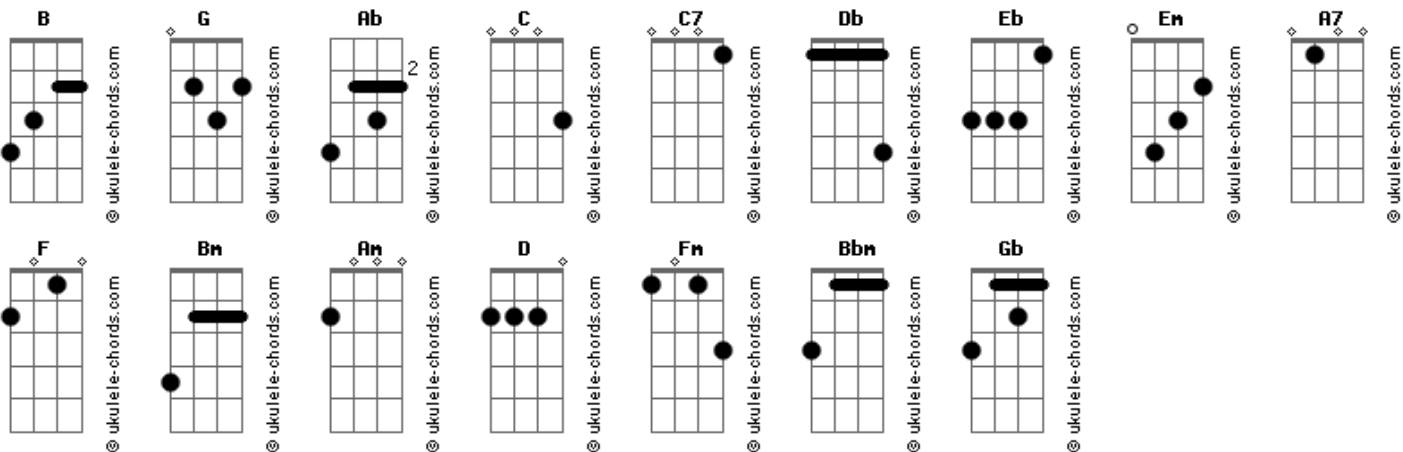 B G Ab C C7 Db Eb Em A7
2
© ukulele-chords.com © ukulele-chords.com © ukulele-chords.com © ukulele-chords.com © ukulele-chords.com © ukulele-chords.com © ukulele-chords.com © ukulele-chords.com © ukulele-chords.com
F Bm Am D Fm Bbm Gb
© ukulele-chords.com © ukulele-chords.com © ukulele-chords.com © ukulele-chords.com © ukulele-chords.com © ukulele-chords.com © ukulele-chords.com